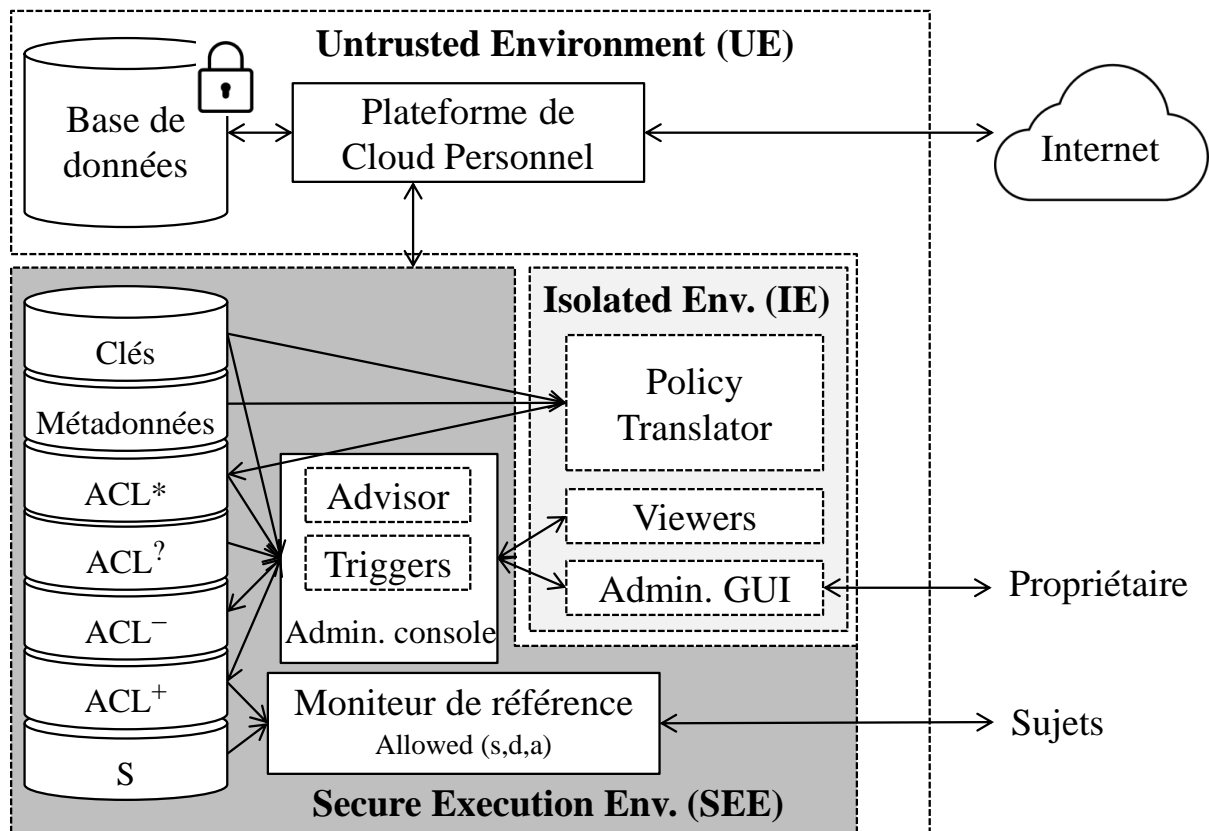 Untrusted Environment (UE)
Base de
données
Plateforme de
Cloud Personnel
Internet
Isolated Env. (IE)
Clés
Métadonnées
ACL*
ACL?
ACL−
ACL+
S
Policy
Translator
Advisor
Triggers
Admin. console
Viewers
Admin. GUI
Propriétaire
Moniteur de référence
Allowed (s,d,a)
Sujets
Secure Execution Env. (SEE)